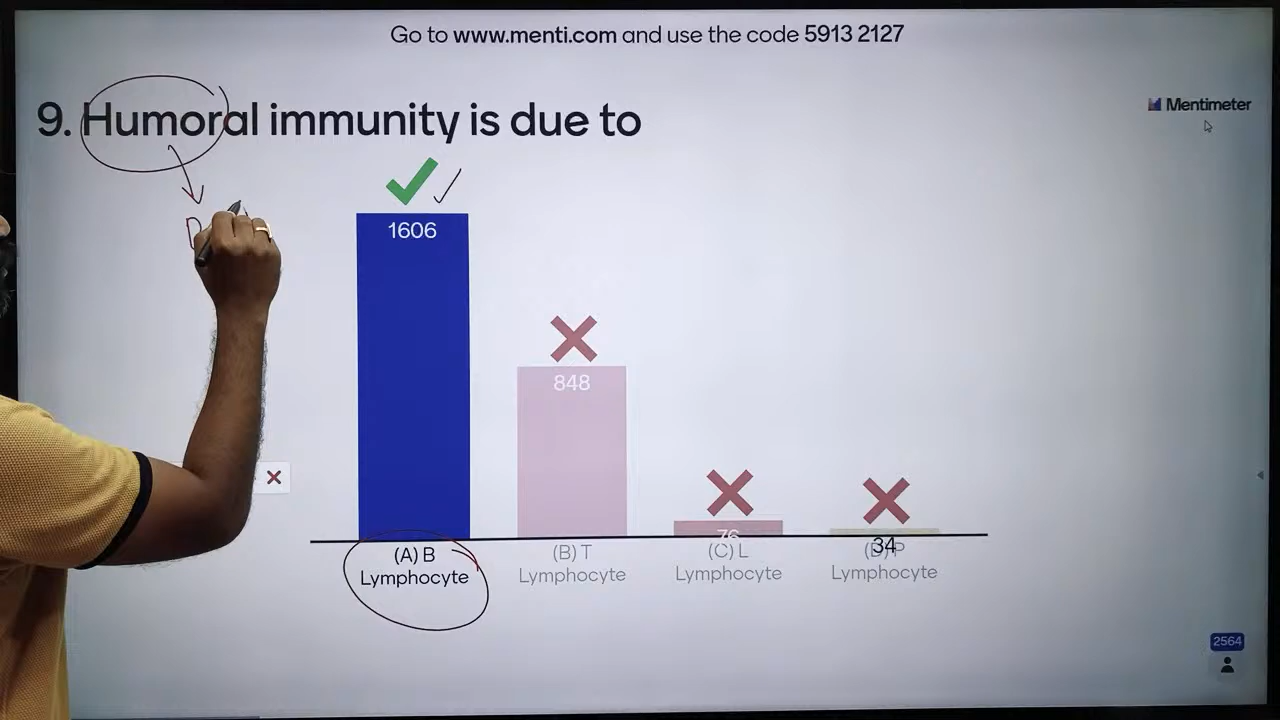 Go to www.menti.com and use the code 5913 2127
Mentimeter
9. Humoral immunity is due to
1606
848
76
34
(A) B
Lymphocyte
(B) T
Lymphocyte
(C) L
Lymphocyte
(D) P
Lymphocyte
2564